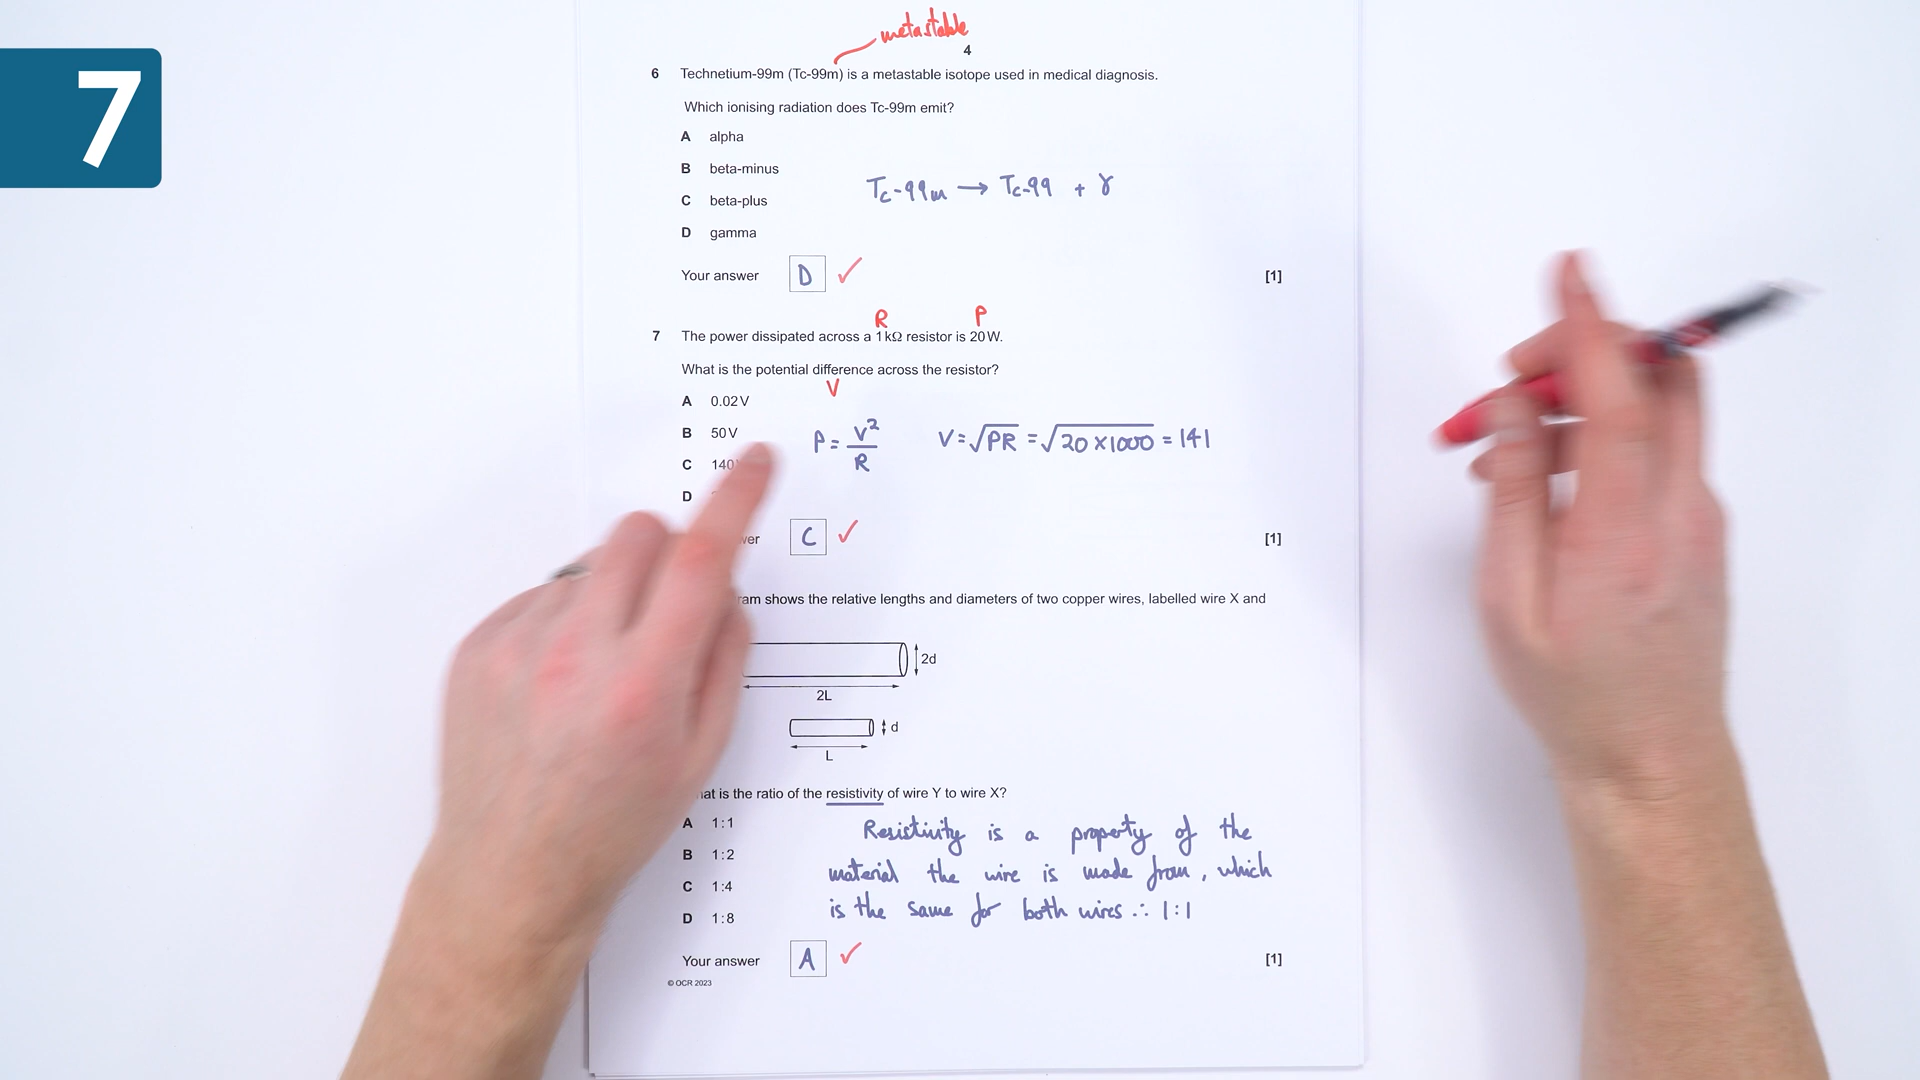 7
metastable
4
6 Technetium-99m (Tc-99m) is a metastable isotope used in medical diagnosis.
Which ionising radiation does Tc-99m emit?
A alpha
B beta-minus
C beta-plus
D gamma
Tc-99m → Tc-99 + γ
Your answer D ✓ [1]
R P
7 The power dissipated across a 1 kΩ resistor is 20 W.
What is the potential difference across the resistor?
V
A 0.02 V
B 50 V
C 140
D
P = V²/R V = √PR = √20 × 1000 = 141
C ✓ [1]
shows the relative lengths and diameters of two copper wires, labelled wire X and
2d
2L
d
L
is the ratio of the resistivity of wire Y to wire X?
A 1:1
B 1:2
C 1:4
D 1:8
Resistivity is a property of the
material the wire is made from, which
is the same for both wires ∴ 1:1
Your answer A ✓ [1]
© OCR 2023